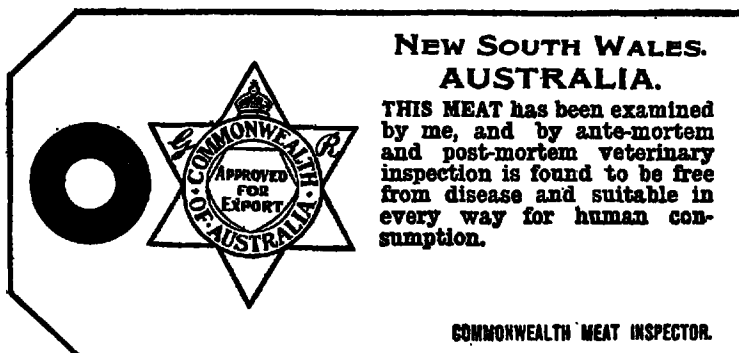 NEW SOUTH WALES.
AUSTRALIA.
THIS MEAT has been examined
by me, and by ante-mortem
and post-mortem veterinary
inspection is found to be free
from disease and suitable in
every way for human con-
sumption.
G R
COMMONWEALTH
·OF·AUSTRALIA·
APPROVED
FOR
EXPORT
COMMONWEALTH MEAT INSPECTOR.